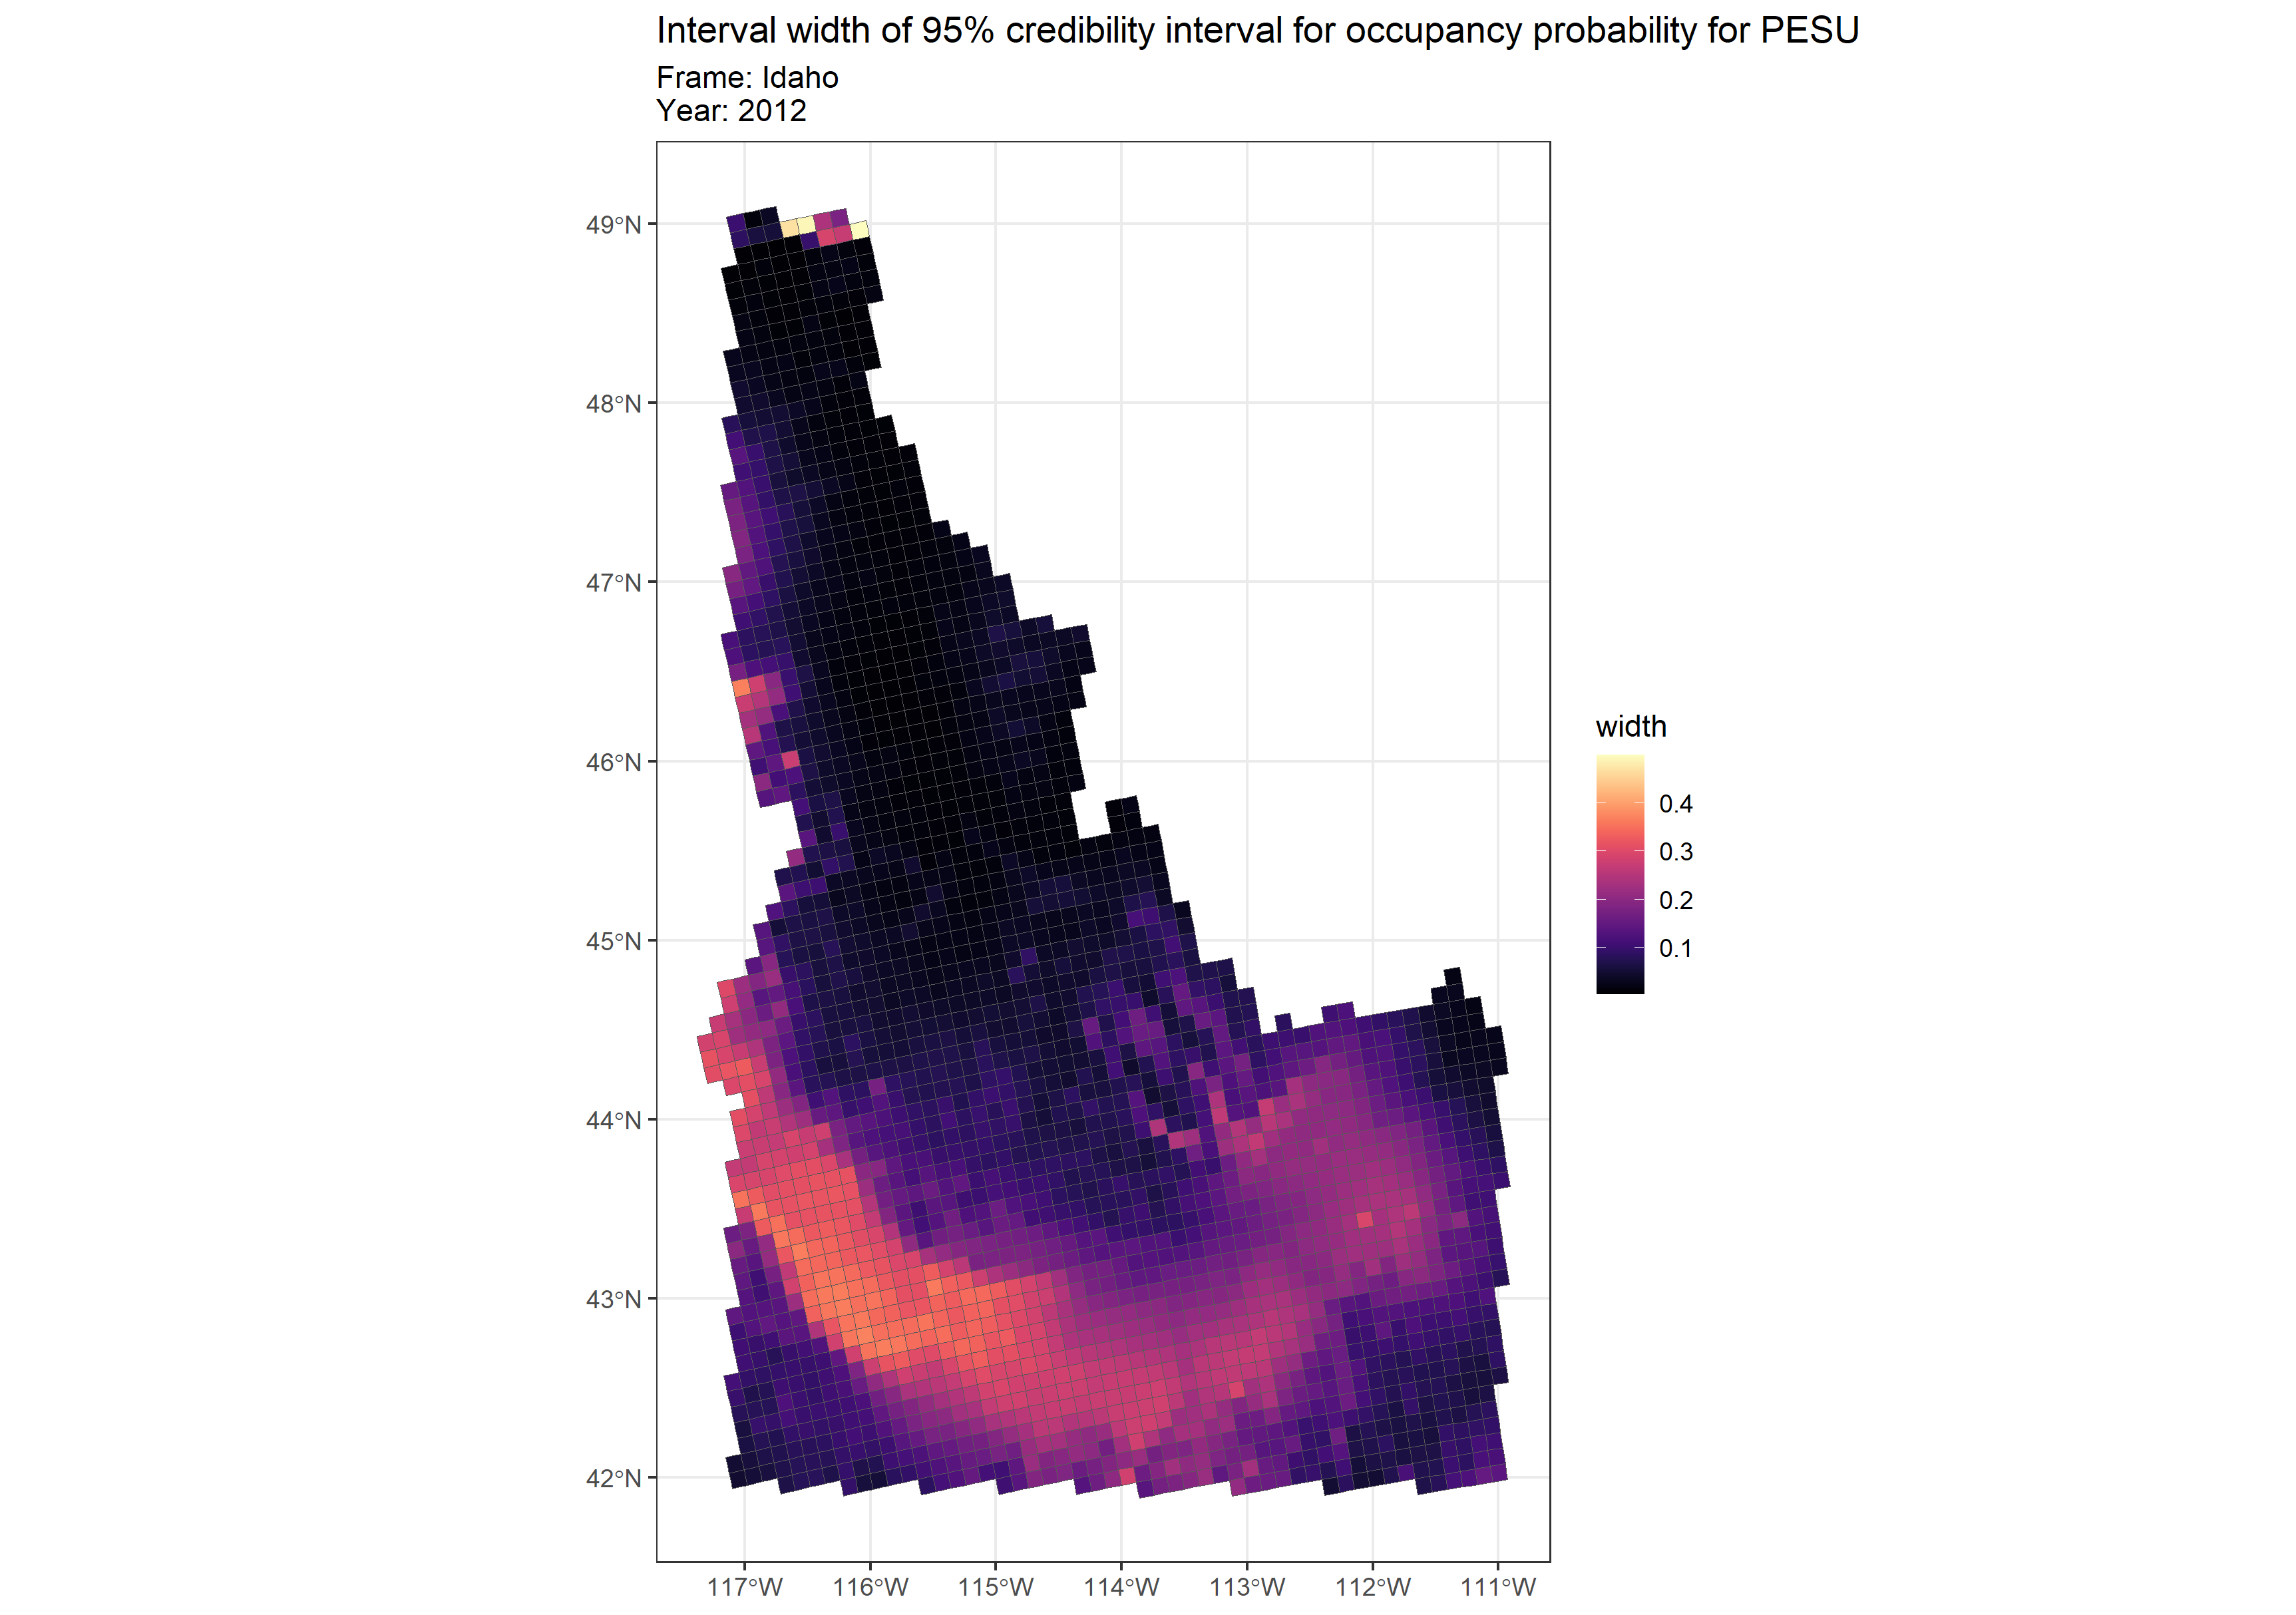 Interval width of 95% credibility interval for occupancy probability for PESU
Frame: Idaho
Year: 2012
49°N
48°N
47°N
46°N
45°N
44°N
43°N
42°N
117°W 116°W 115°W 114°W 113°W 112°W 111°W
width
0.4
0.3
0.2
0.1